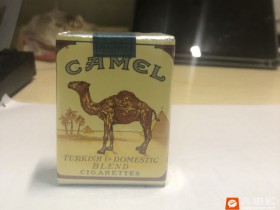 CAMEL
TURKISH & DOMESTIC
BLEND
CIGARETTES